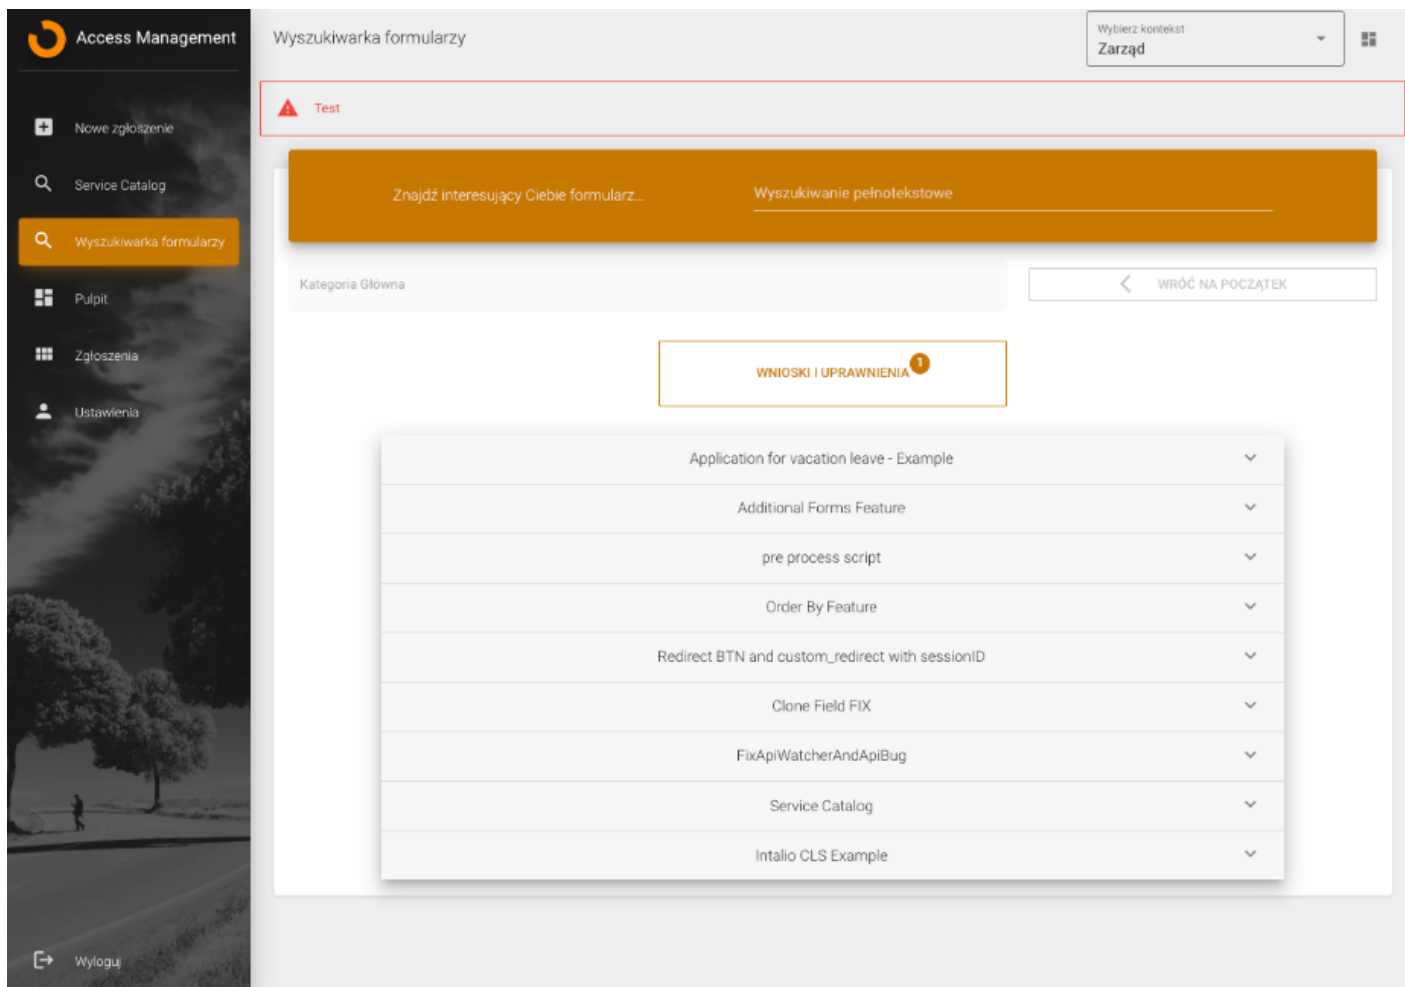 Access Management
Wyszukiwarka formularzy
Wybierz kontekst
Zarząd
Test
Nowe zgłoszenie
Service Catalog
Wyszukiwarka formularzy
Pulpit
Zgłoszenia
Ustawienia
Wyloguj
Znajdź interesujący Ciebie formularz...
Wyszukiwanie pełnotekstowe
Kategoria Główna
WRÓĆ NA POCZĄTEK
WNIOSKI I UPRAWNIENIA 1
Application for vacation leave - Example
Additional Forms Feature
pre process script
Order By Feature
Redirect BTN and custom_redirect with sessionID
Clone Field FIX
FixApiWatcherAndApiBug
Service Catalog
Intalio CLS Example